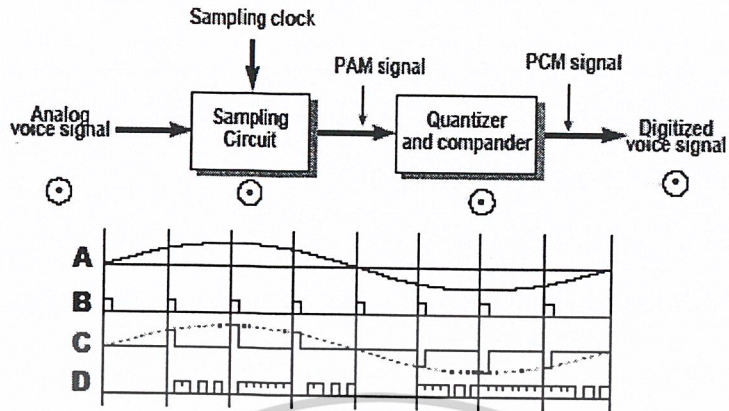 Sampling clock
PAM signal
PCM signal
Analog
voice signal
Sampling
Circuit
Quantizer
and compander
Digitized
voice signal
A
B
C
D